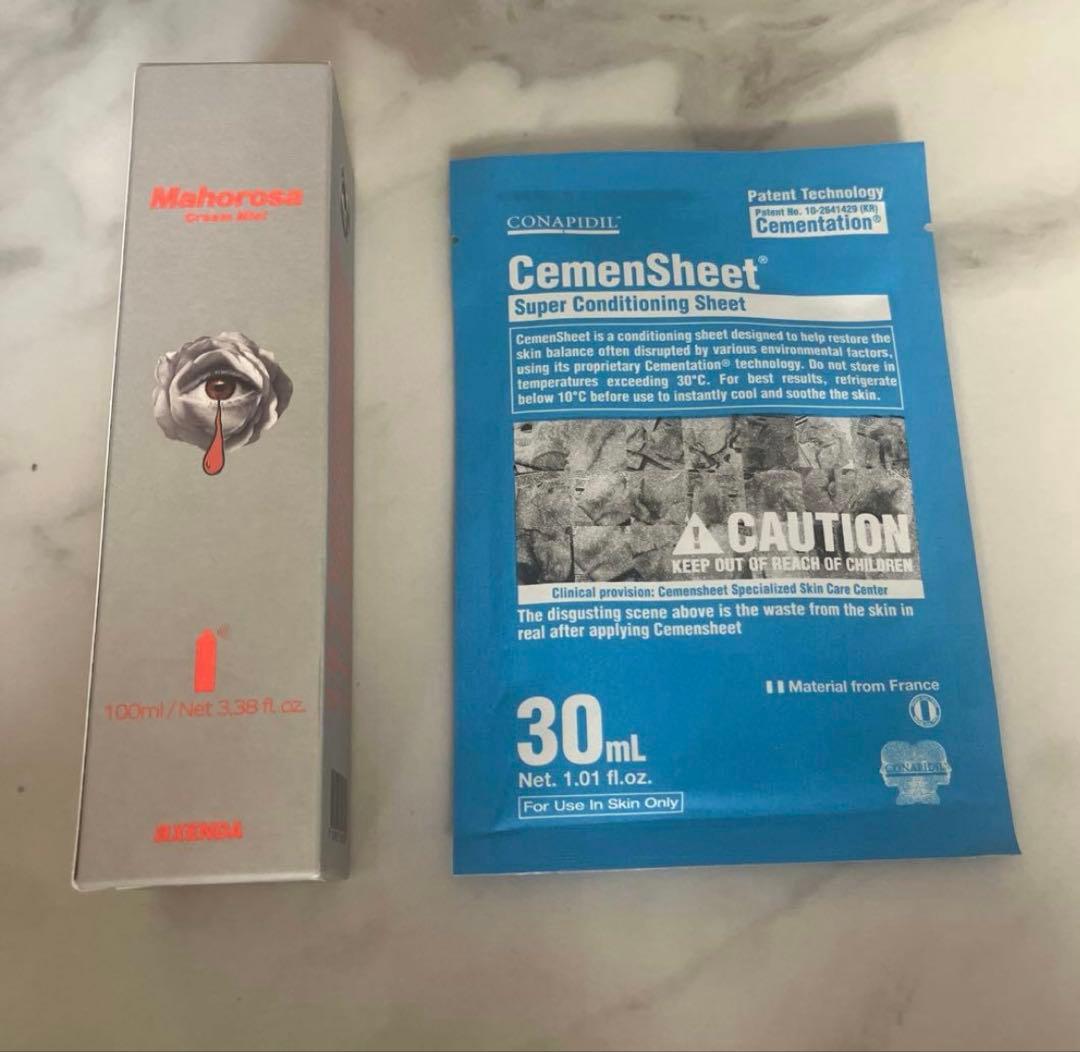 Mahorosa
Cream Mist
100ml / Net 3.38 fl. oz.
AXENDA
CONAPIDIL™
Patent Technology
Patent No. 10-2641429 (KR)
Cementation®
CemenSheet®
Super Conditioning Sheet
CemenSheet is a conditioning sheet designed to help restore the
skin balance often disrupted by various environmental factors,
using its proprietary Cementation® technology. Do not store in
temperatures exceeding 30°C. For best results, refrigerate
below 10°C before use to instantly cool and soothe the skin.
CAUTION
KEEP OUT OF REACH OF CHILDREN
Clinical provision: Cemensheet Specialized Skin Care Center
The disgusting scene above is the waste from the skin in
real after applying Cemensheet
Material from France
30mL
Net. 1.01 fl.oz.
For Use In Skin Only
CONAPIDIL